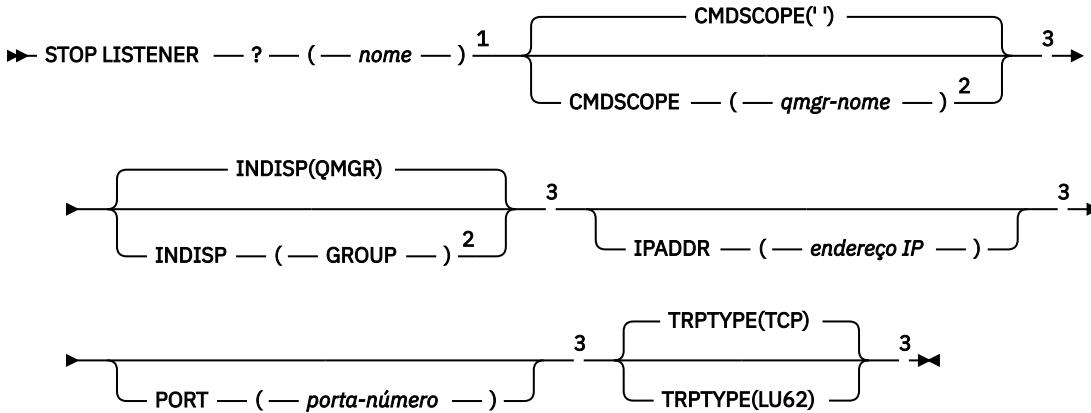 CMDSCOPE(' ')
STOP LISTENER ? ( nome ) 1 3
CMDSCOPE ( qmgr-nome ) 2
INDISP(QMGR)
3 3
INDISP ( GROUP ) 2 IPADDR ( endereço IP )
TRPTYPE(TCP)
3 3
PORT ( porta-número ) TRPTYPE(LU62)